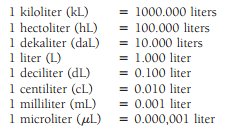 1 kiloliter (kL) = 1000.000 liters
1 hectoliter (hL) = 100.000 liters
1 dekaliter (daL) = 10.000 liters
1 liter (L) = 1.000 liter
1 deciliter (dL) = 0.100 liter
1 centiliter (cL) = 0.010 liter
1 milliliter (mL) = 0.001 liter
1 microliter (μL) = 0.000,001 liter